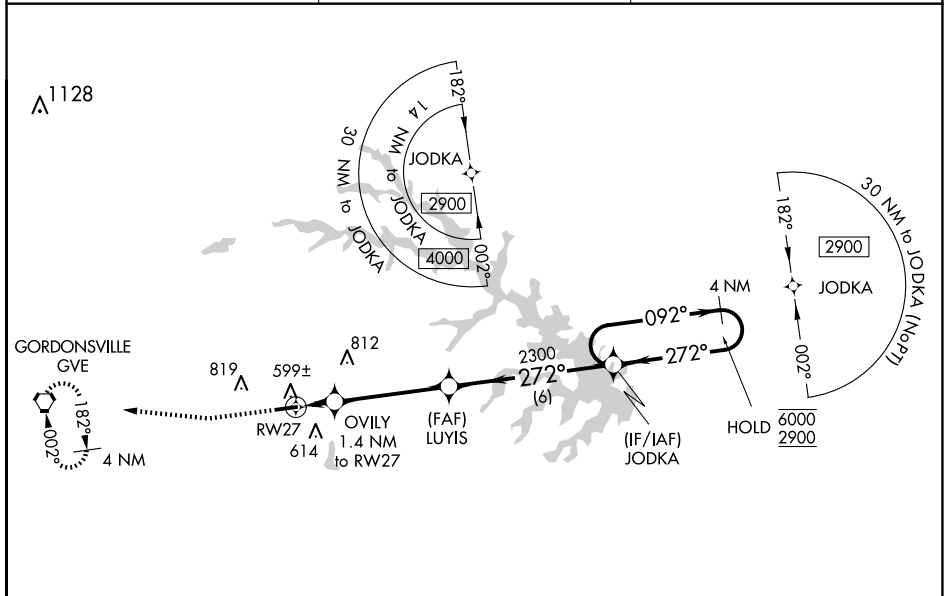 1128
182°
14 NM to JODKA
30 NM to JODKA
JODKA
2900
4000
002°
182°
30 NM to JODKA (NoPT)
2900
JODKA
002°
4 NM
092°
272°
HOLD
6000
2900
(IF/IAF)
JODKA
2300
272°
(6)
(FAF)
LUYIS
812
819
599±
RW27
614
OVILY
1.4 NM
to RW27
GORDONSVILLE
GVE
182°
002°
4 NM